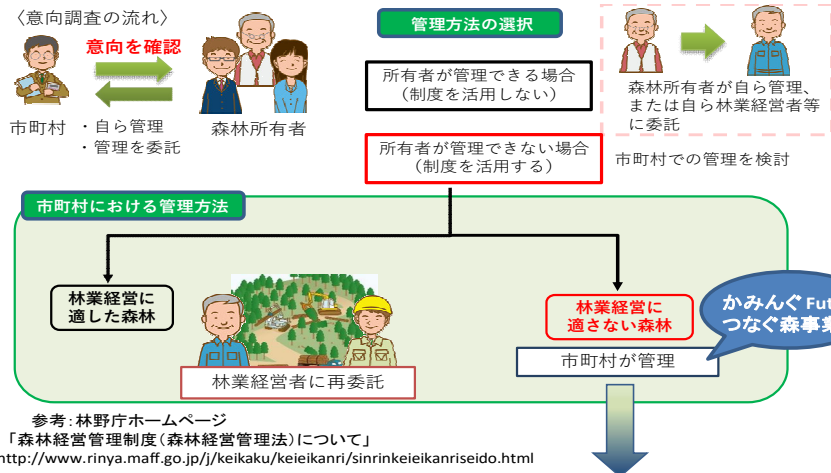 〈意向調査の流れ〉
意向を確認
市町村
・自ら管理
・管理を委託
森林所有者
管理方法の選択
所有者が管理できる場合
(制度を活用しない)
森林所有者が自ら管理、
または自ら林業経営者等
に委託
所有者が管理できない場合
(制度を活用する)
市町村での管理を検討
市町村における管理方法
林業経営に
適した森林
林業経営者に再委託
林業経営に
適さない森林
市町村が管理
かみんぐFut
つなぐ森事業
参考:林野庁ホームページ
「森林経営管理制度(森林経営管理法)について」
http://www.rinya.maff.go.jp/j/keikaku/keieikanri/sinrinkeieikanriseido.html